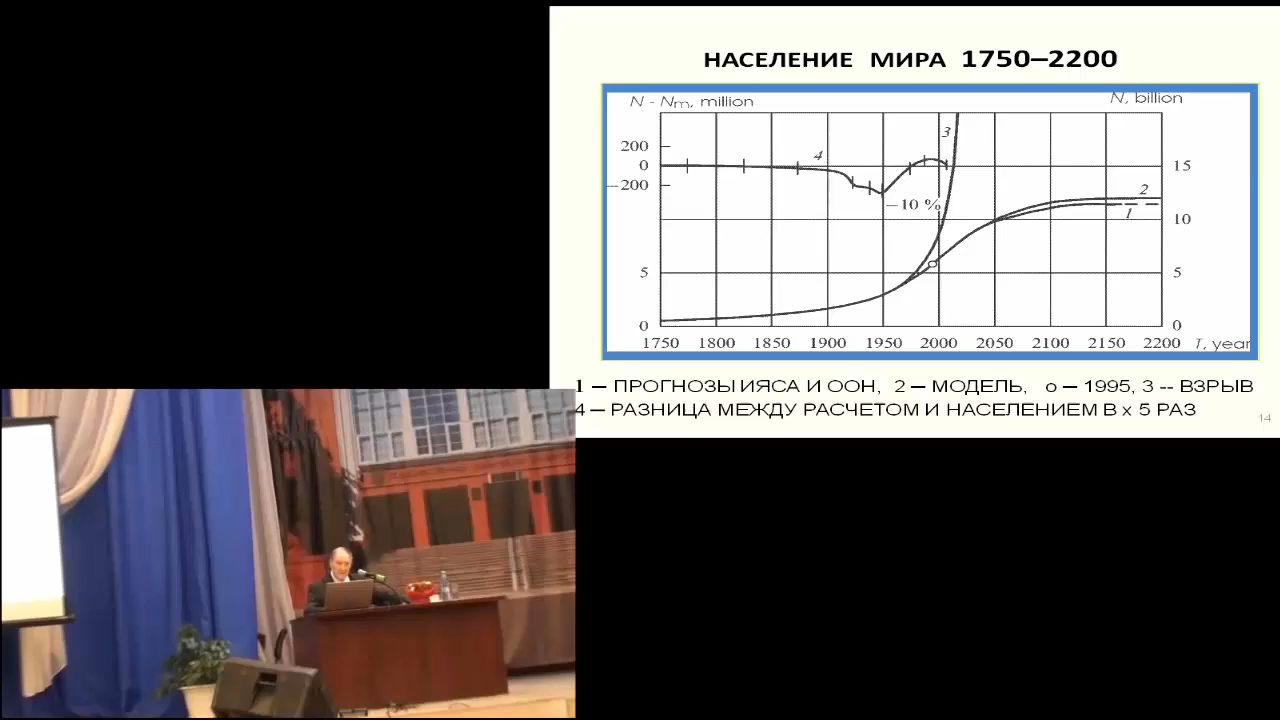 НАСЕЛЕНИЕ МИРА 1750–2200
N - Nm, million
N, billion
200
0
–200
4
3
–10 %
2
1
15
10
5
0
5
0
1750 1800 1850 1900 1950 2000 2050 2100 2150 2200 T, year
1 – ПРОГНОЗЫ ИЯСА И ООН, 2 – МОДЕЛЬ, о – 1995, 3 -- ВЗРЫВ
4 – РАЗНИЦА МЕЖДУ РАСЧЕТОМ И НАСЕЛЕНИЕМ В х 5 РАЗ
14